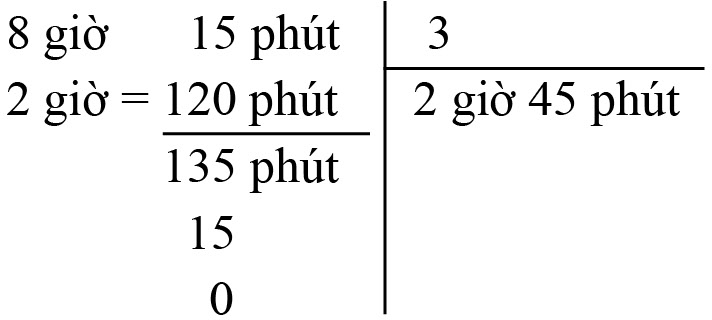 8 giờ 15 phút 3
2 giờ = 120 phút 2 giờ 45 phút
135 phút
15
0